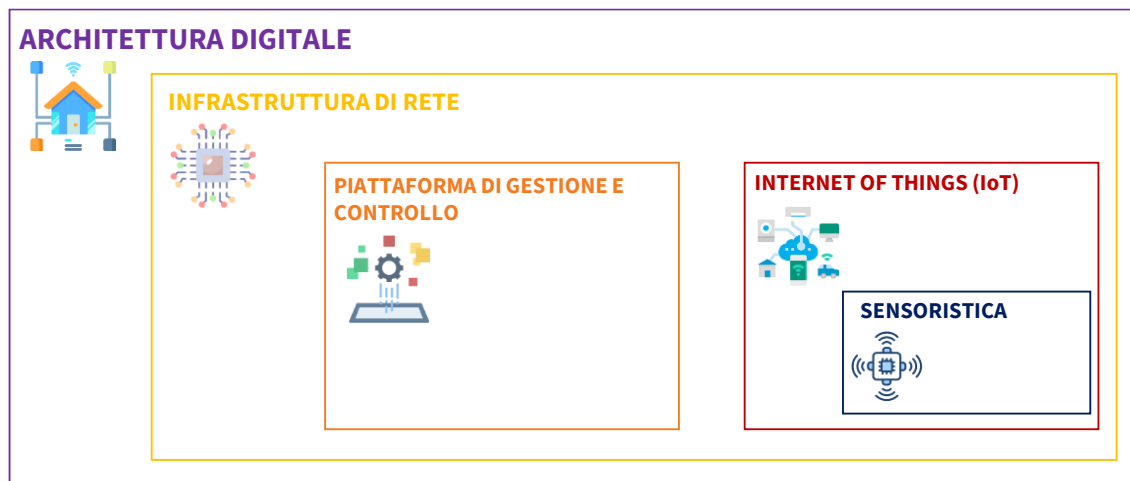 ARCHITETTURA DIGITALE
INFRASTRUTTURA DI RETE
PIATTAFORMA DI GESTIONE E
CONTROLLO
INTERNET OF THINGS (IoT)
SENSORISTICA